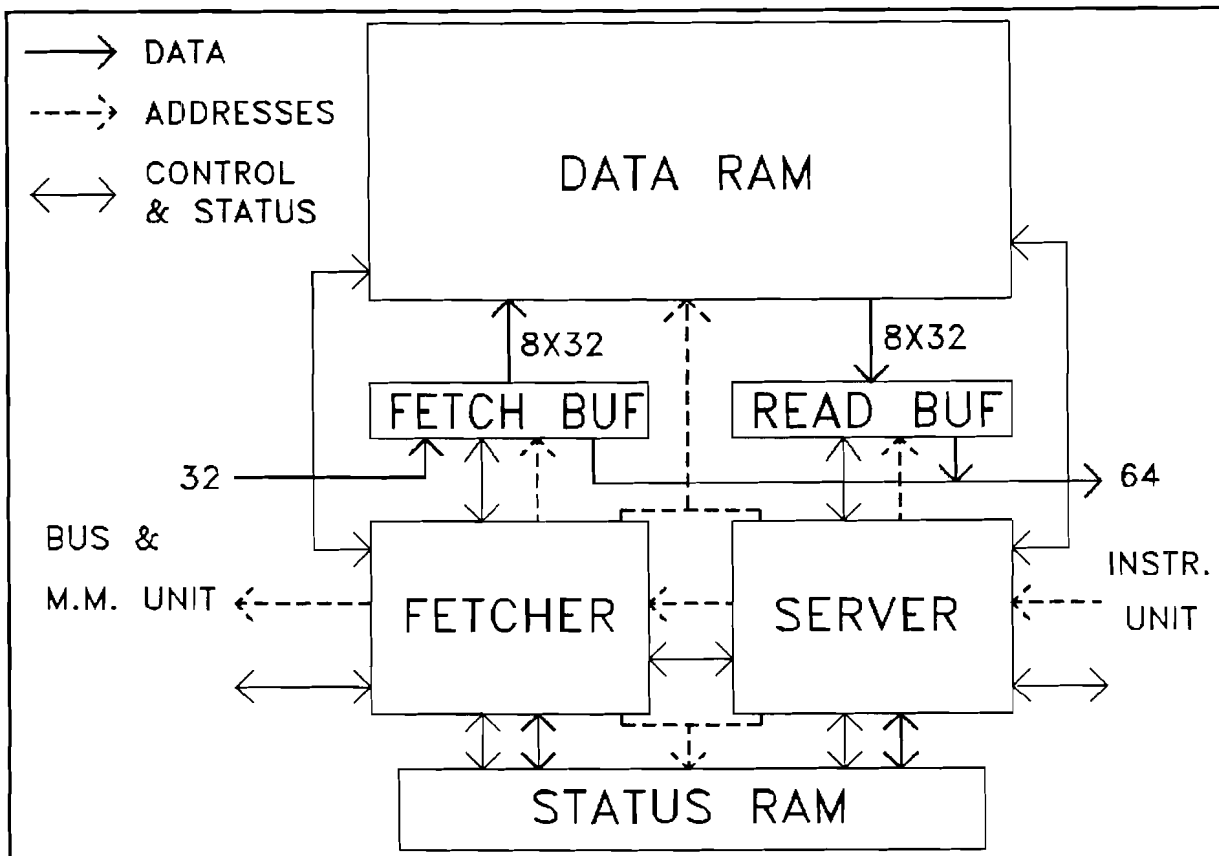 DATA
ADDRESSES
CONTROL
& STATUS
DATA RAM
8X32
8X32
FETCH BUF
READ BUF
32
64
BUS &
M.M. UNIT
FETCHER
SERVER
INSTR.
UNIT
STATUS RAM